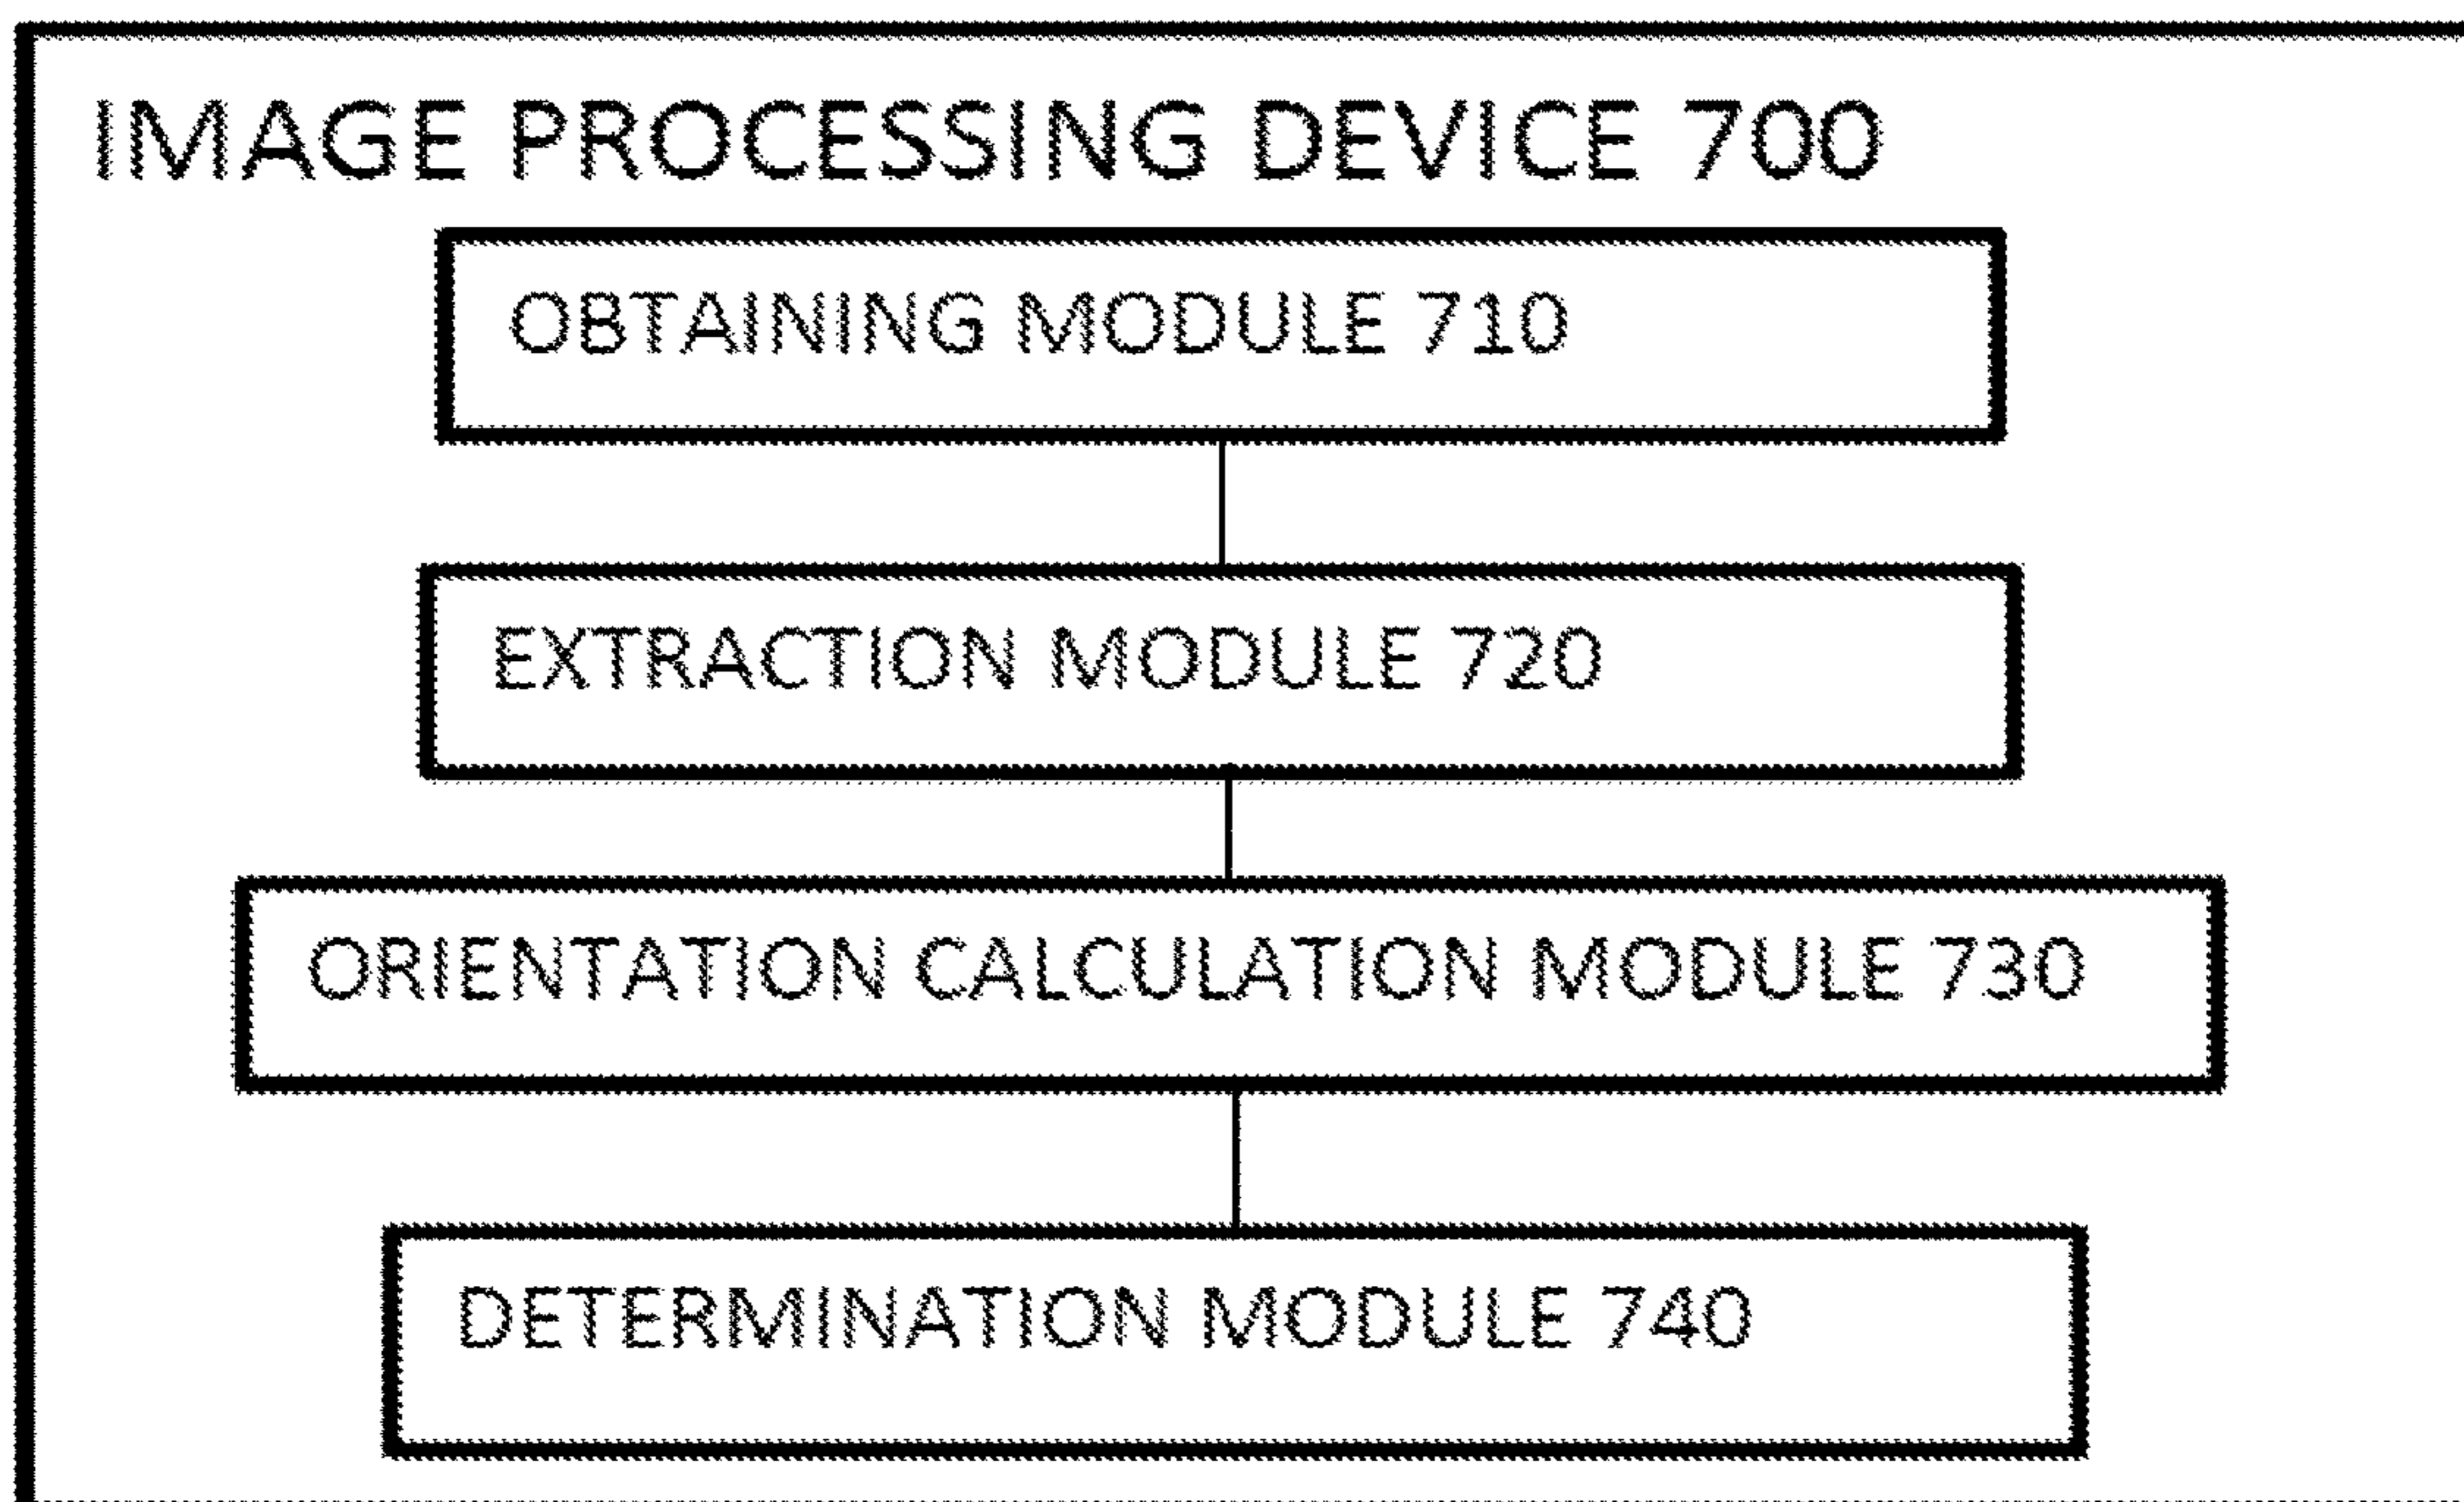 IMAGE PROCESSING DEVICE 700
OBTAINING MODULE 710
EXTRACTION MODULE 720
ORIENTATION CALCULATION MODULE 730
DETERMINATION MODULE 740